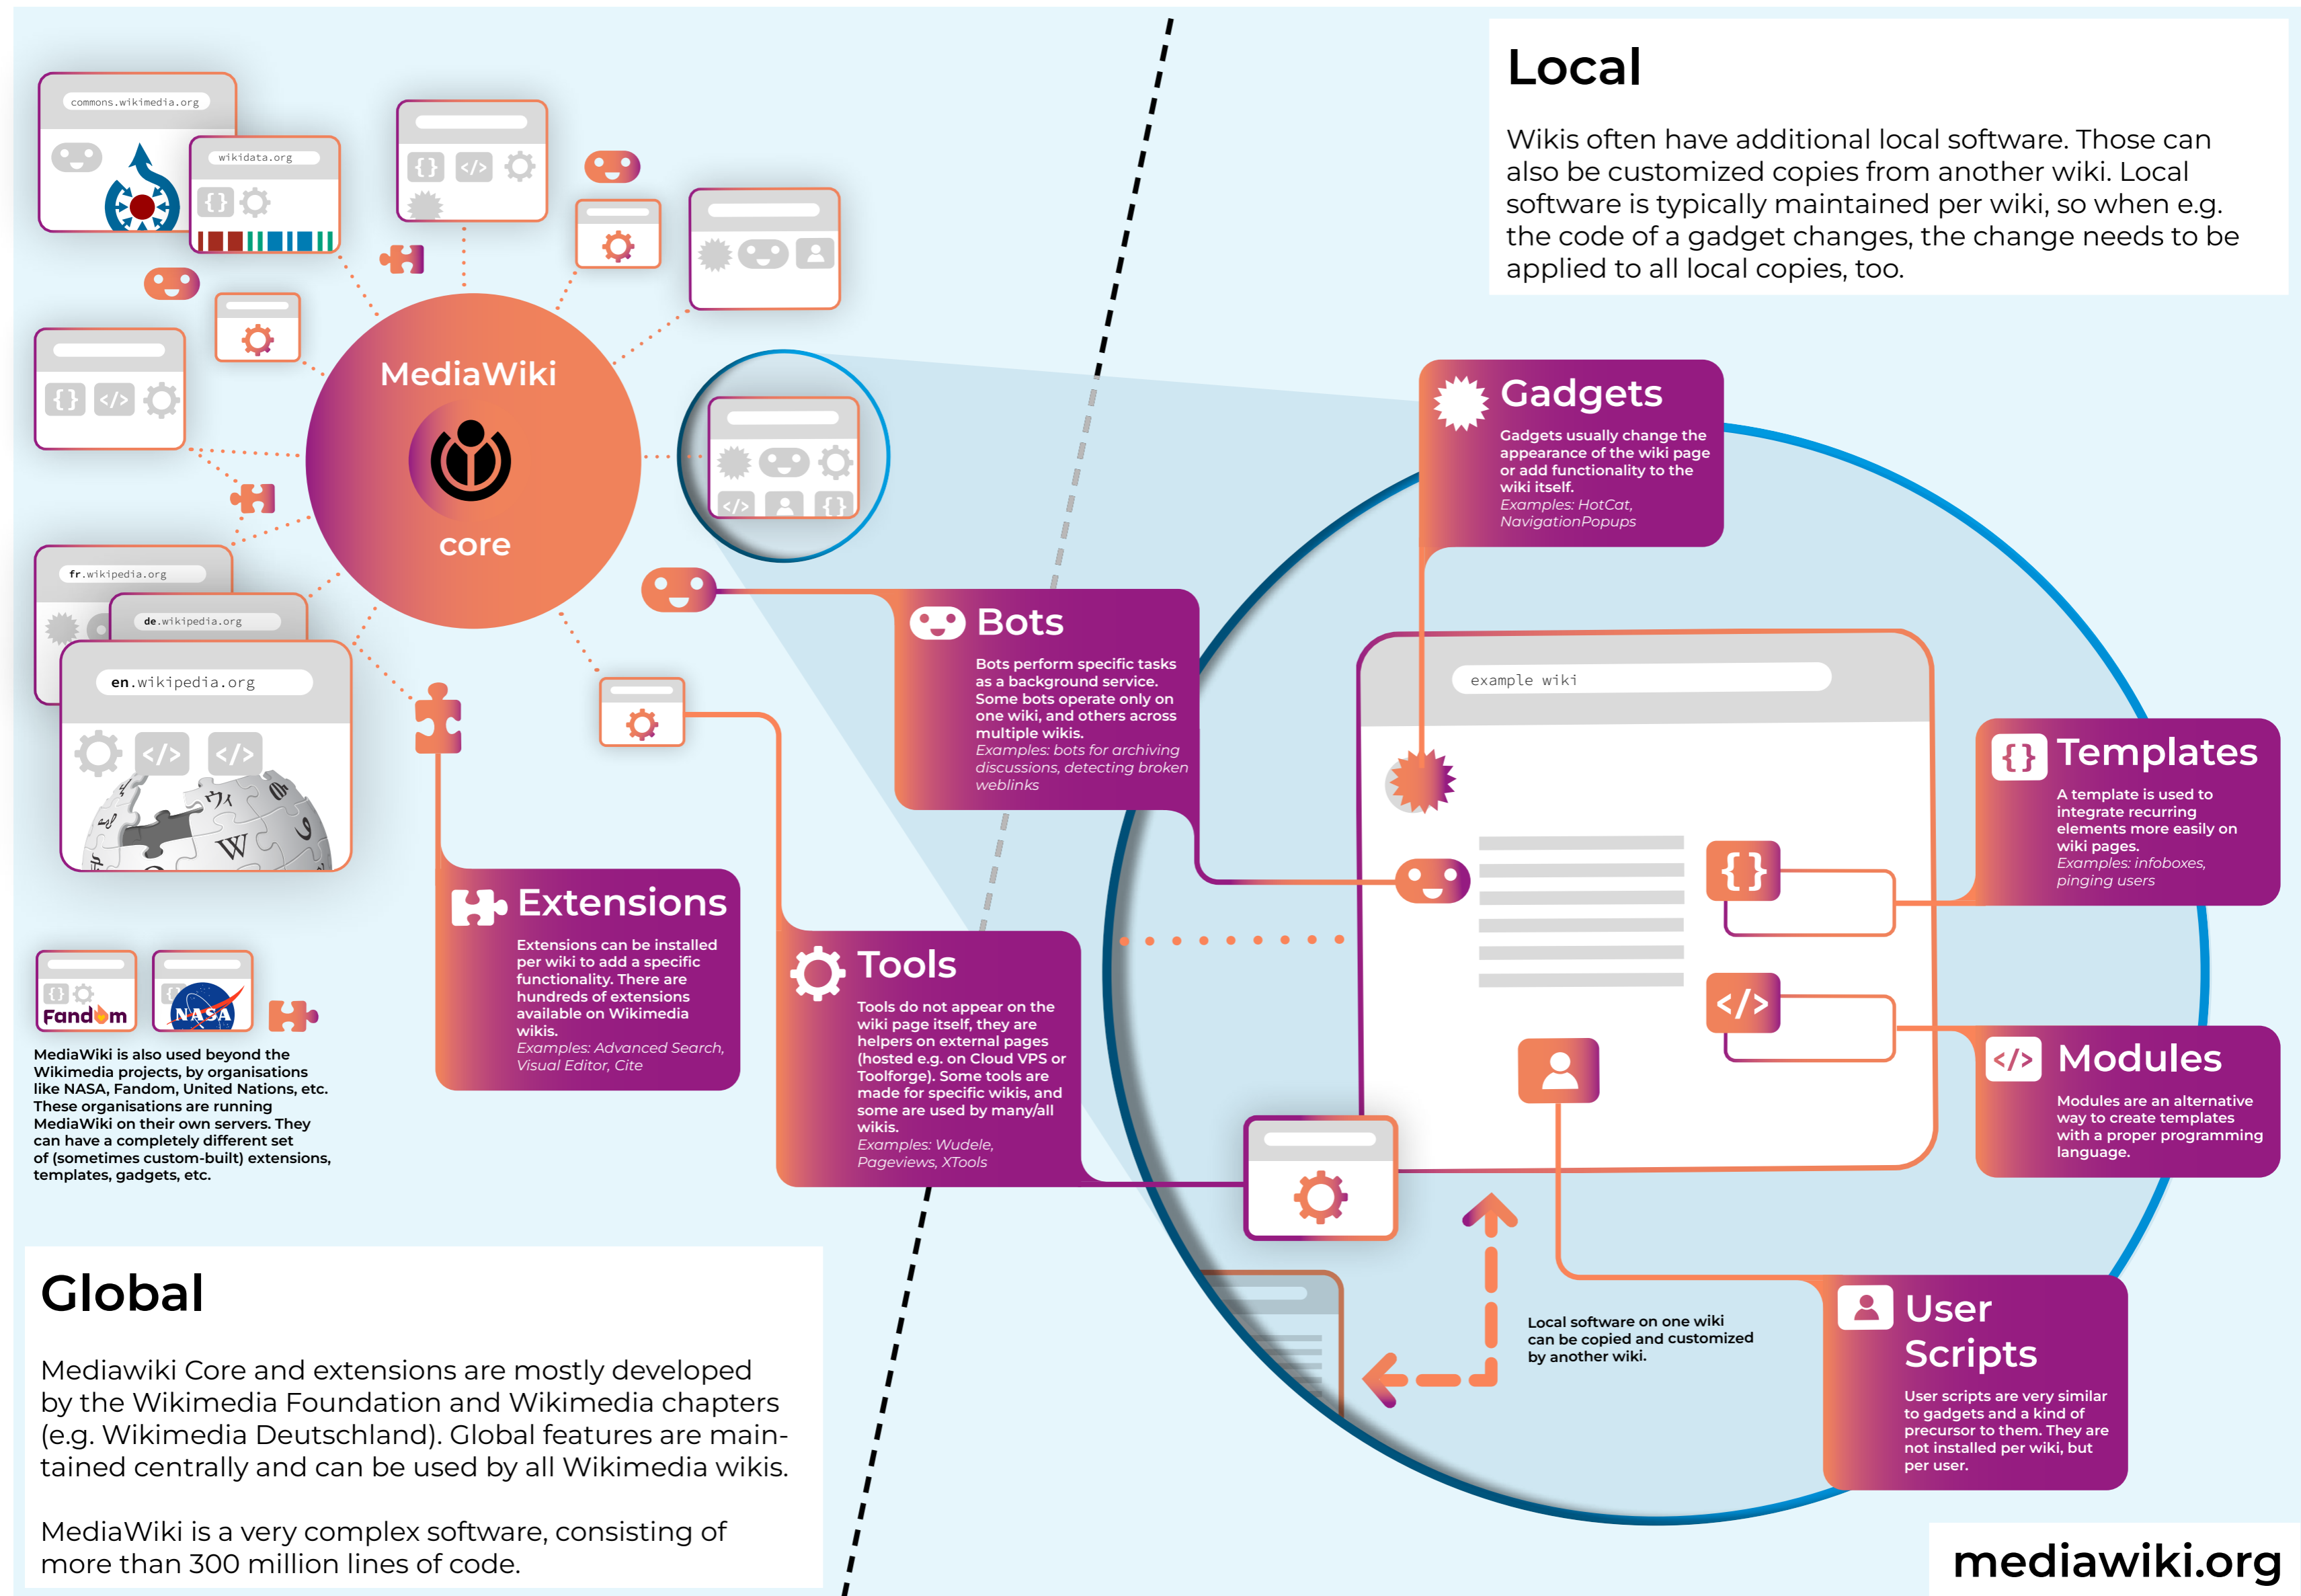 commons.wikimedia.org
wikidata.org
MediaWiki
core
fr.wikipedia.org
de.wikipedia.org
en.wikipedia.org
ウィ
W
Fandom
NASA
MediaWiki is also used beyond the
Wikimedia projects, by organisations
like NASA, Fandom, United Nations, etc.
These organisations are running
MediaWiki on their own servers. They
can have a completely different set
of (sometimes custom-built) extensions,
templates, gadgets, etc.
Global
Mediawiki Core and extensions are mostly developed
by the Wikimedia Foundation and Wikimedia chapters
(e.g. Wikimedia Deutschland). Global features are main-
tained centrally and can be used by all Wikimedia wikis.
MediaWiki is a very complex software, consisting of
more than 300 million lines of code.
Extensions
Extensions can be installed
per wiki to add a specific
functionality. There are
hundreds of extensions
available on Wikimedia
wikis.
Examples: Advanced Search,
Visual Editor, Cite
Tools
Tools do not appear on the
wiki page itself, they are
helpers on external pages
(hosted e.g. on Cloud VPS or
Toolforge). Some tools are
made for specific wikis, and
some are used by many/all
wikis.
Examples: Wudele,
Pageviews, XTools
Bots
Bots perform specific tasks
as a background service.
Some bots operate only on
one wiki, and others across
multiple wikis.
Examples: bots for archiving
discussions, detecting broken
weblinks
Local
Wikis often have additional local software. Those can
also be customized copies from another wiki. Local
software is typically maintained per wiki, so when e.g.
the code of a gadget changes, the change needs to be
applied to all local copies, too.
Gadgets
Gadgets usually change the
appearance of the wiki page
or add functionality to the
wiki itself.
Examples: HotCat,
NavigationPopups
example wiki
{} Templates
A template is used to
integrate recurring
elements more easily on
wiki pages.
Examples: infoboxes,
pinging users
</> Modules
Modules are an alternative
way to create templates
with a proper programming
language.
User
Scripts
User scripts are very similar
to gadgets and a kind of
precursor to them. They are
not installed per wiki, but
per user.
Local software on one wiki
can be copied and customized
by another wiki.
mediawiki.org